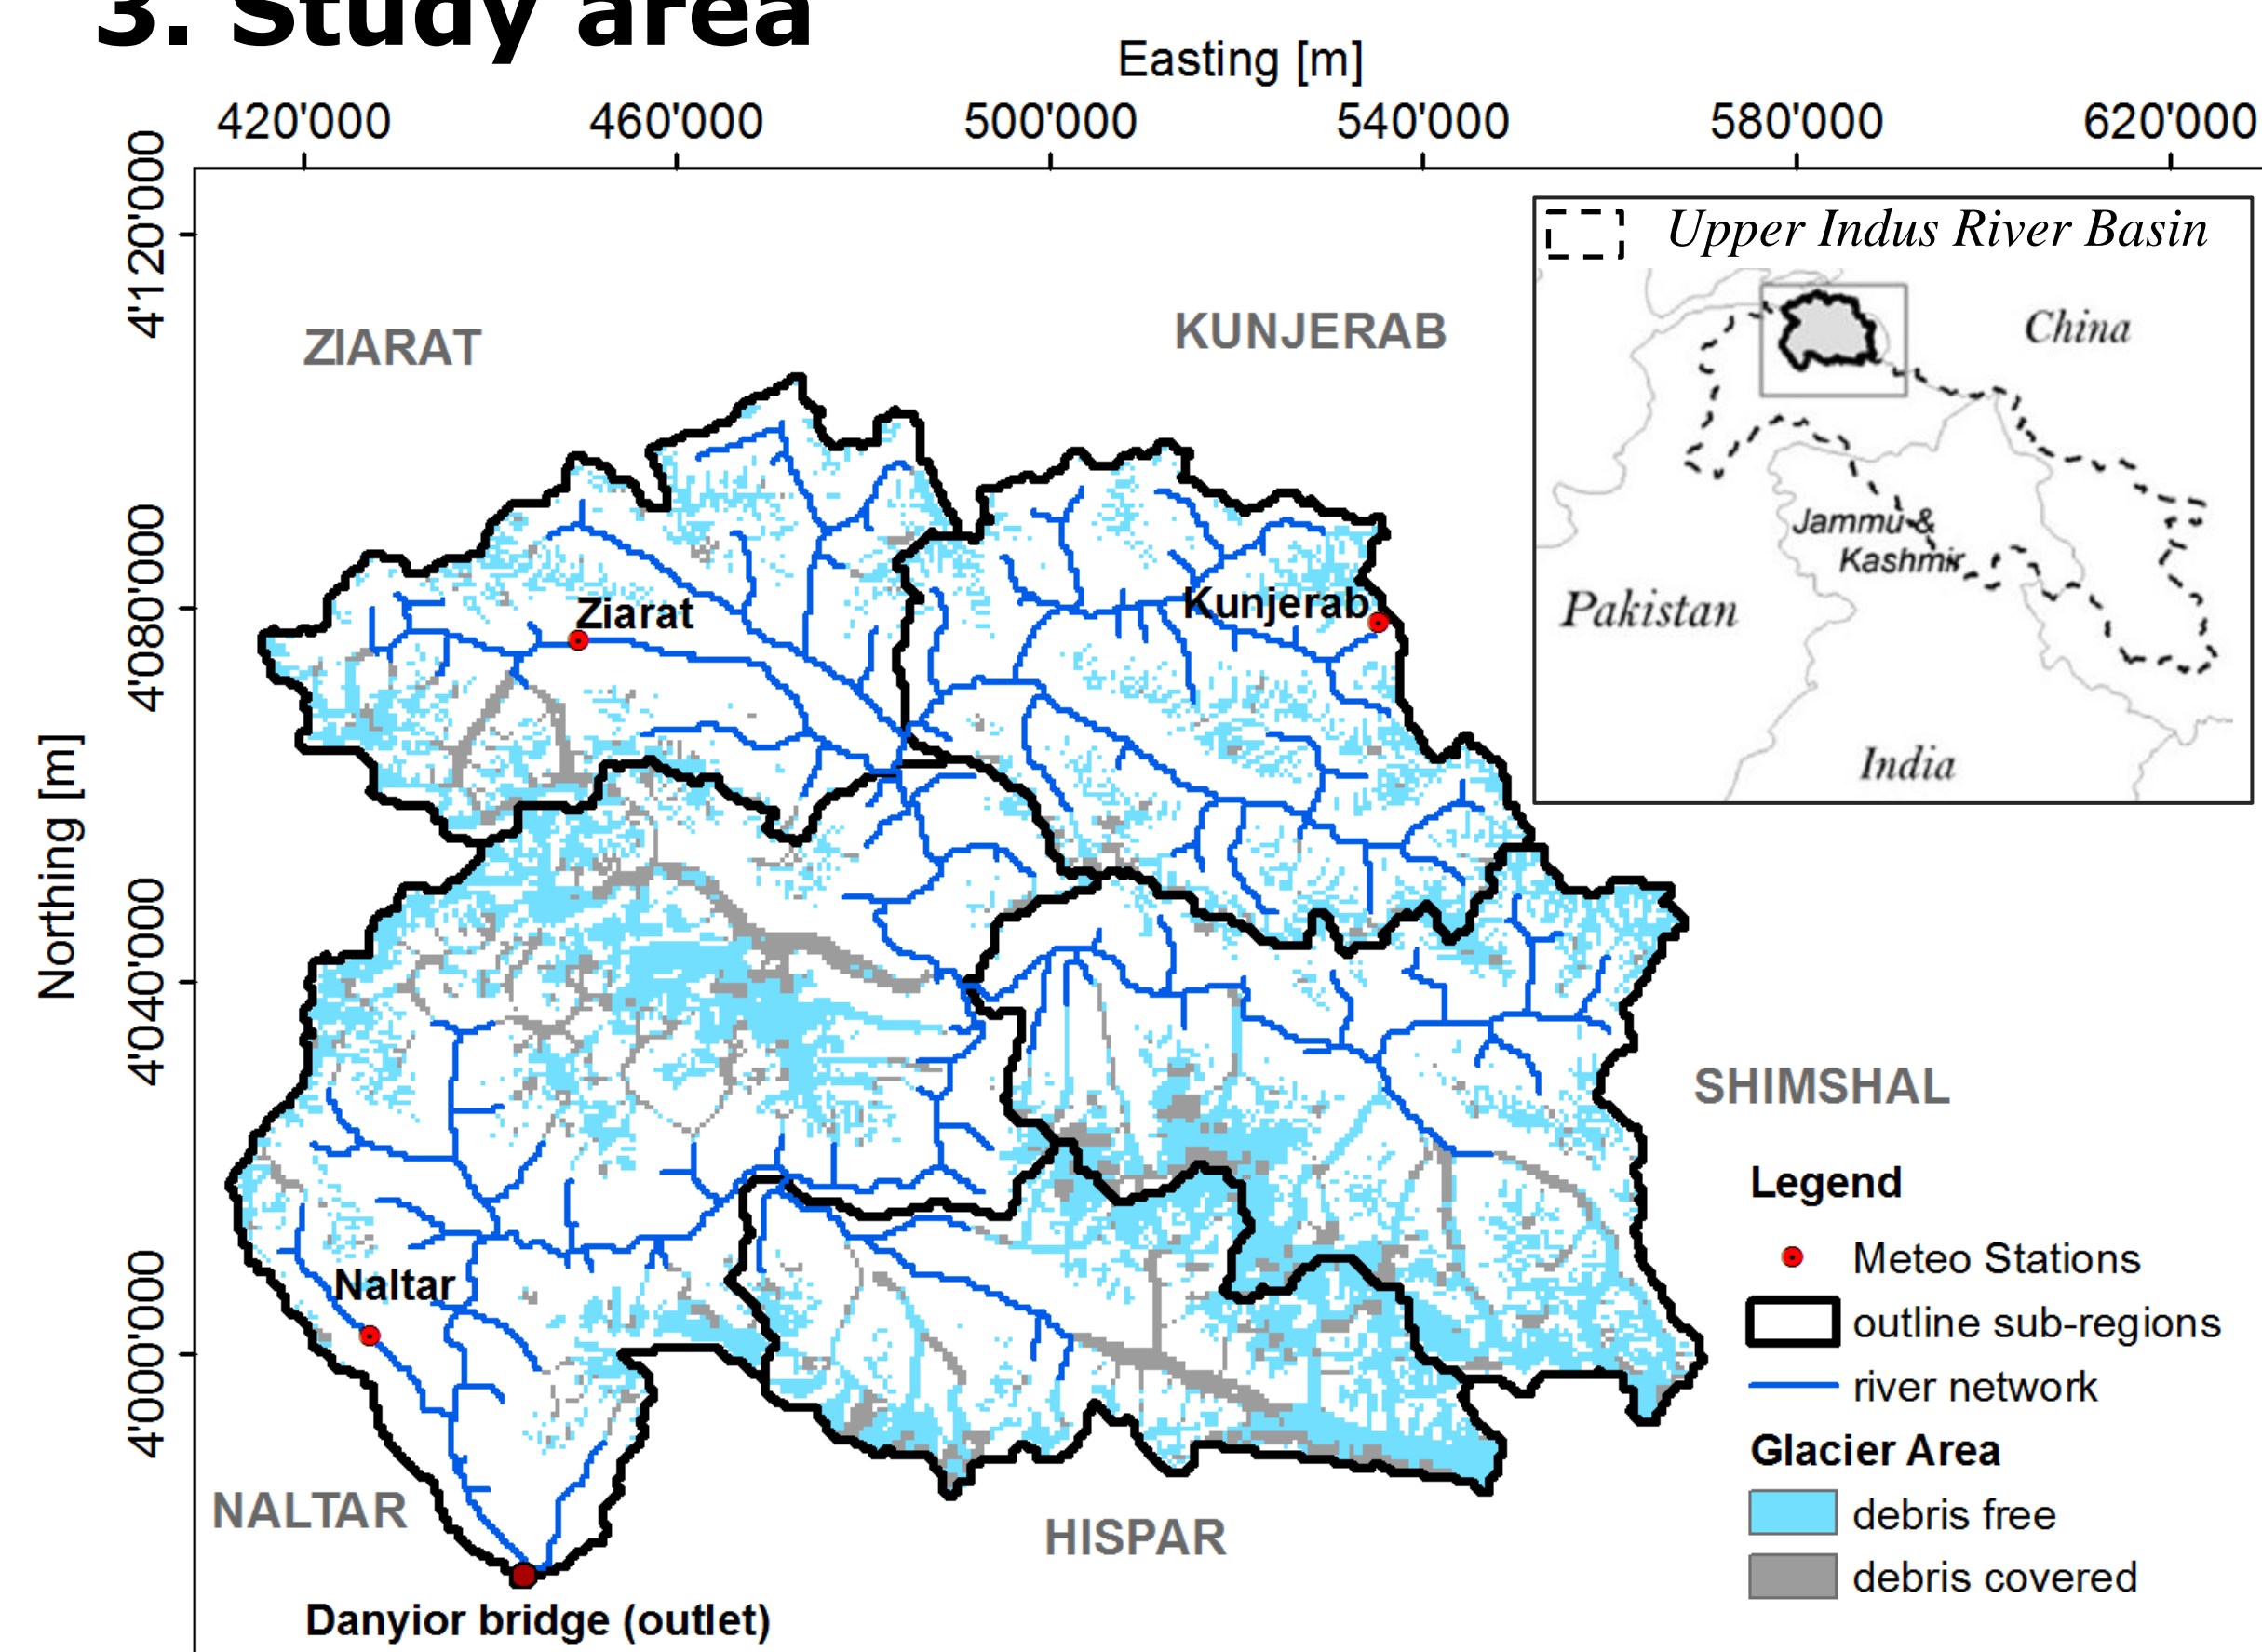 3. Study area
Easting [m]
420'000 460'000 500'000 540'000 580'000 620'000
4'120'000
4'080'000
4'040'000
4'000'000
Northing [m]
Upper Indus River Basin
China
Jammu &
Kashmir
Pakistan
India
ZIARAT
KUNJERAB
Ziarat
Kunjerab
SHIMSHAL
Naltar
NALTAR
HISPAR
Danyior bridge (outlet)
Legend
Meteo Stations
outline sub-regions
river network
Glacier Area
debris free
debris covered